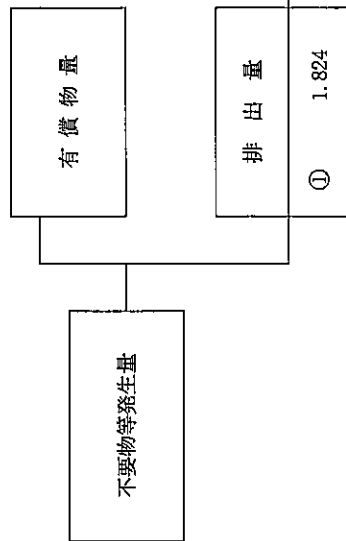 不要物等発生量
有償物量
排出量
① 1.824